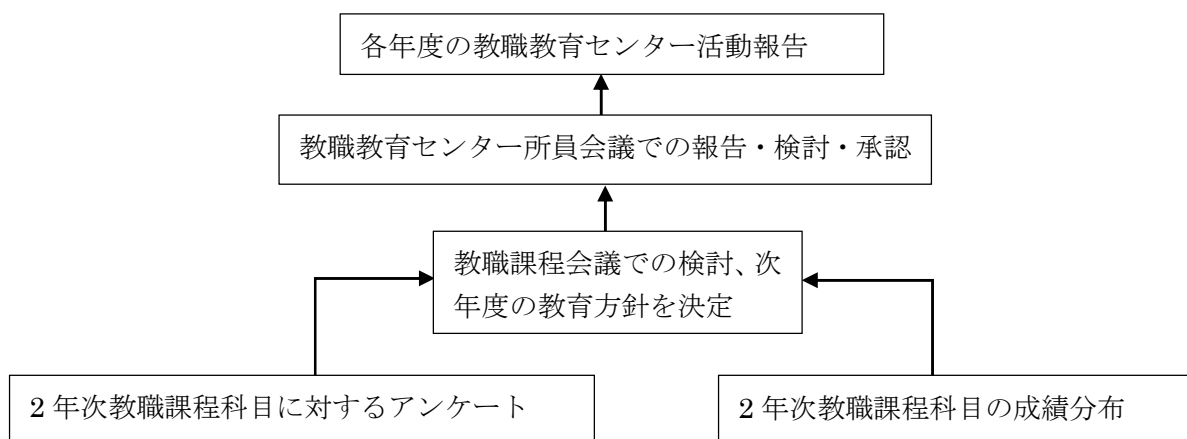 各年度の教職教育センター活動報告
教職教育センター所員会議での報告・検討・承認
教職課程会議での検討、次
年度の教育方針を決定
2 年次教職課程科目に対するアンケート
2 年次教職課程科目の成績分布